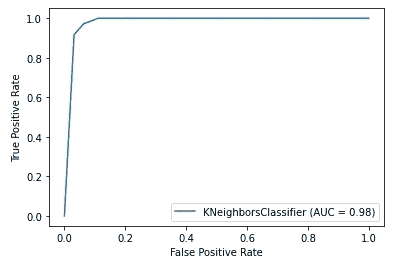 1.0
0.8
0.6
0.4
0.2
0.0
True Positive Rate
KNeighborsClassifier (AUC = 0.98)
0.0 0.2 0.4 0.6 0.8 1.0
False Positive Rate